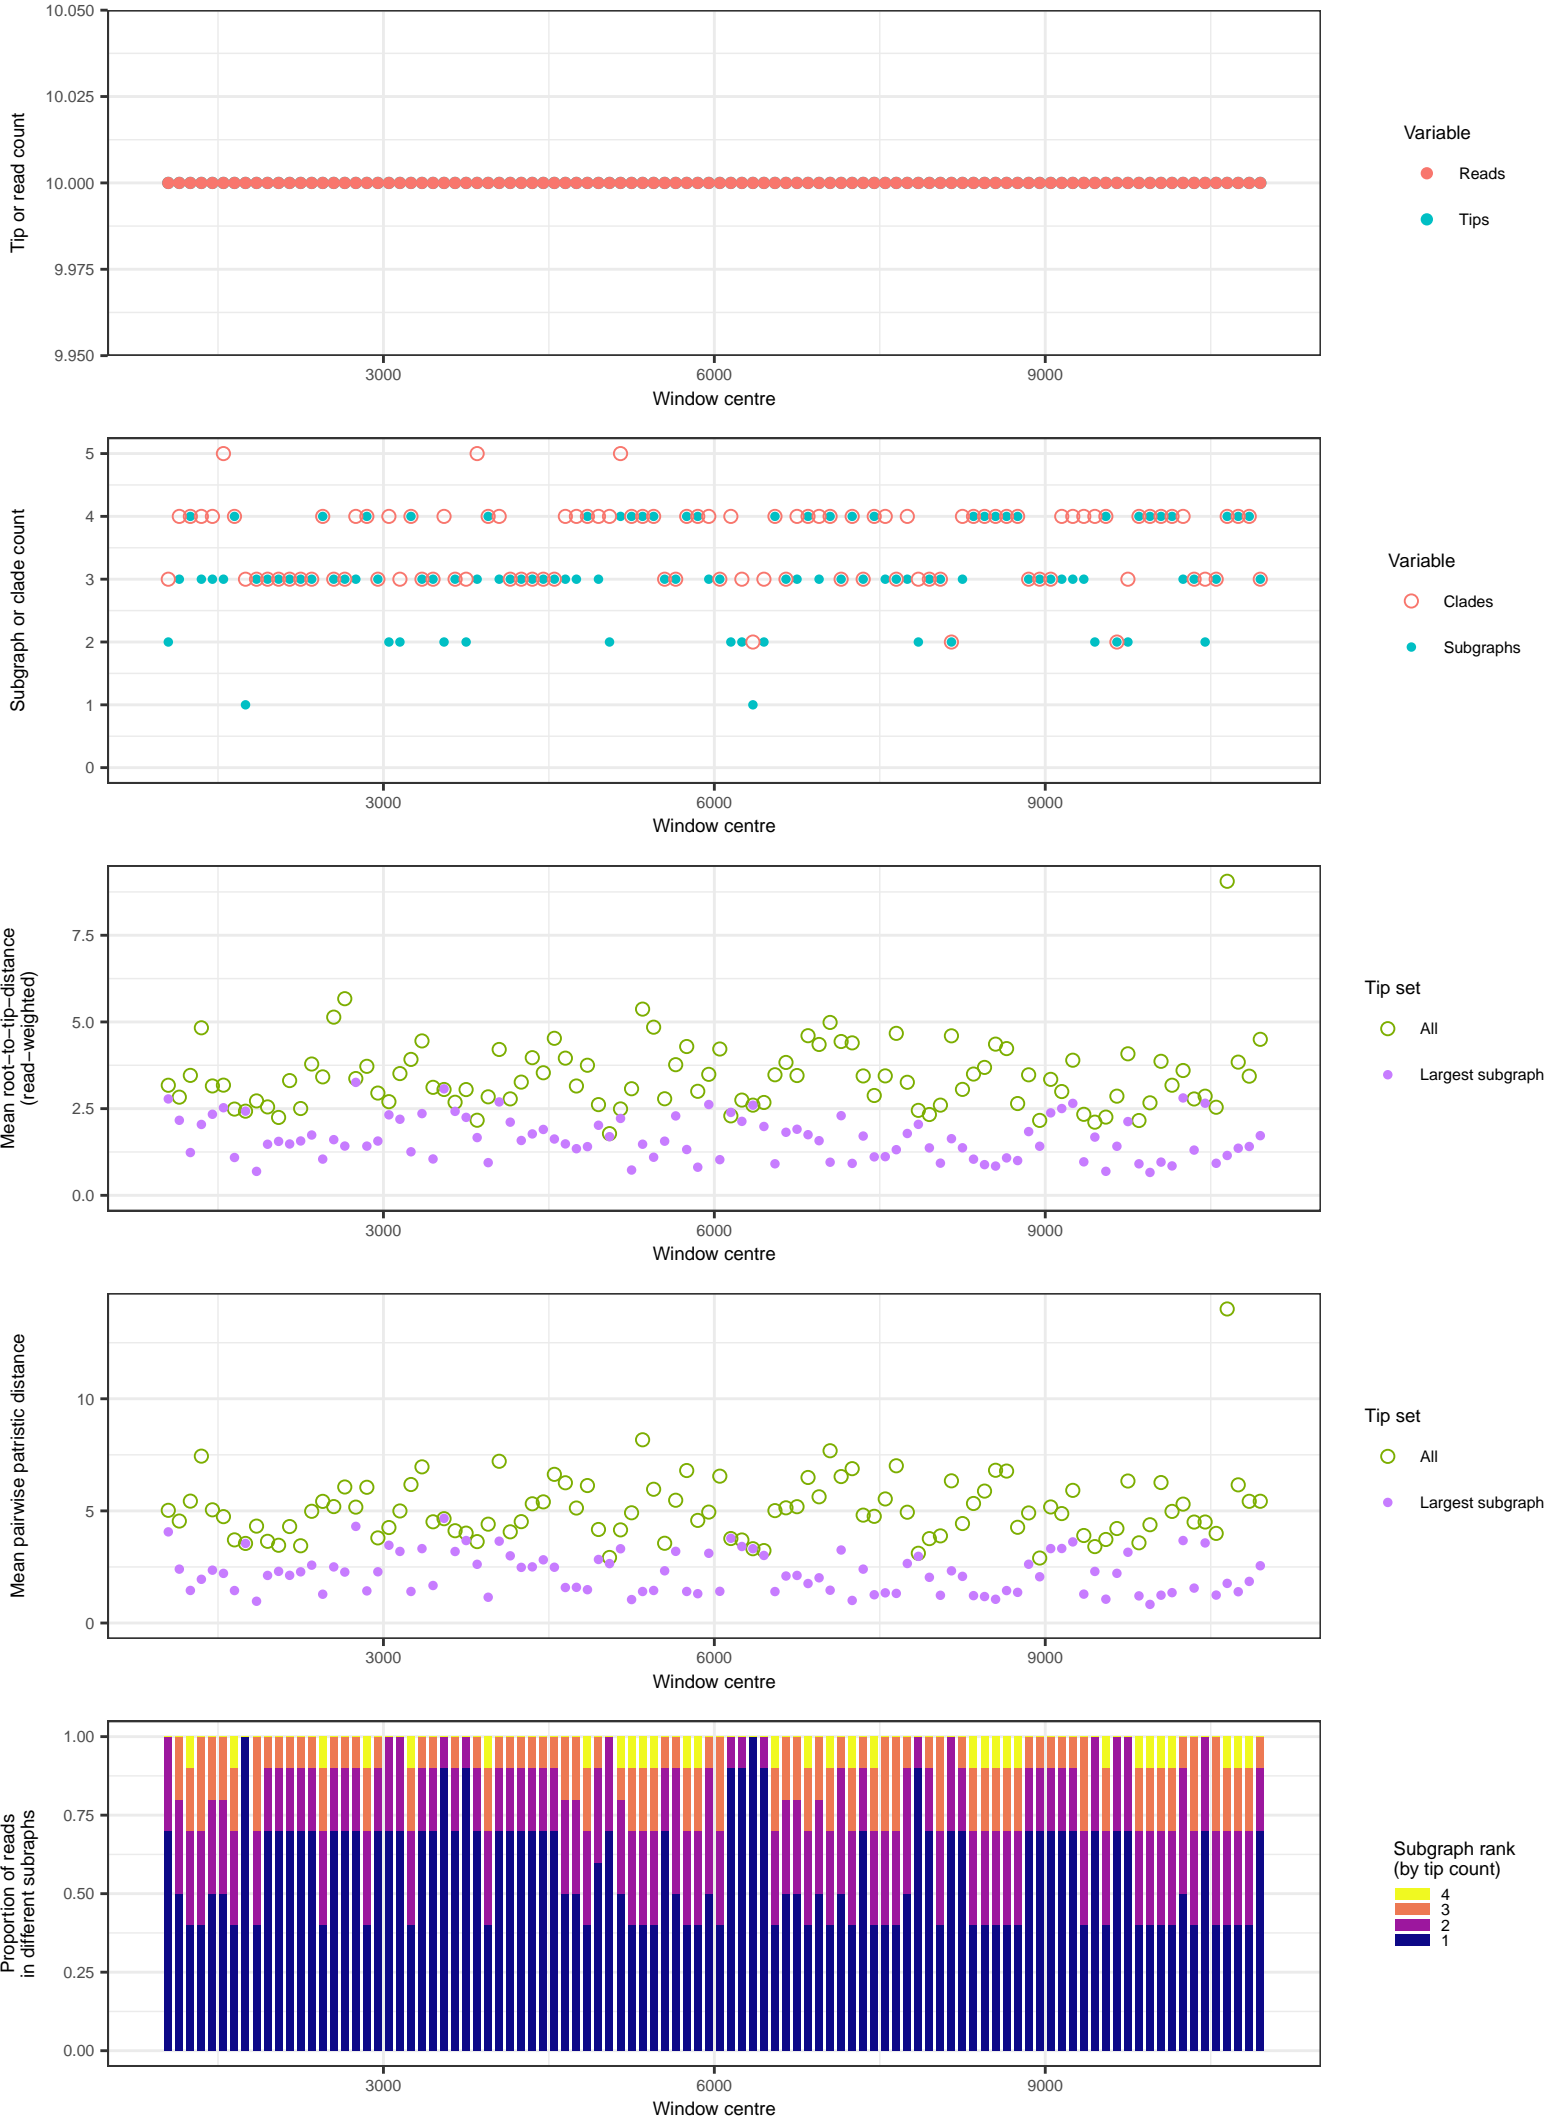 10.050
10.025
10.000
9.975
9.950
Tip or read count
3000
6000
9000
Window centre
Variable
Reads
Tips
5
4
3
2
1
0
Subgraph or clade count
3000
6000
9000
Window centre
Variable
Clades
Subgraphs
7.5
5.0
2.5
0.0
Mean root−to−tip−distance
(read−weighted)
3000
6000
9000
Window centre
Tip set
All
Largest subgraph
10
5
0
Mean pairwise patristic distance
3000
6000
9000
Window centre
Tip set
All
Largest subgraph
1.00
0.75
0.50
0.25
0.00
Proportion of reads
in different subraphs
3000
6000
9000
Window centre
Subgraph rank
(by tip count)
4
3
2
1